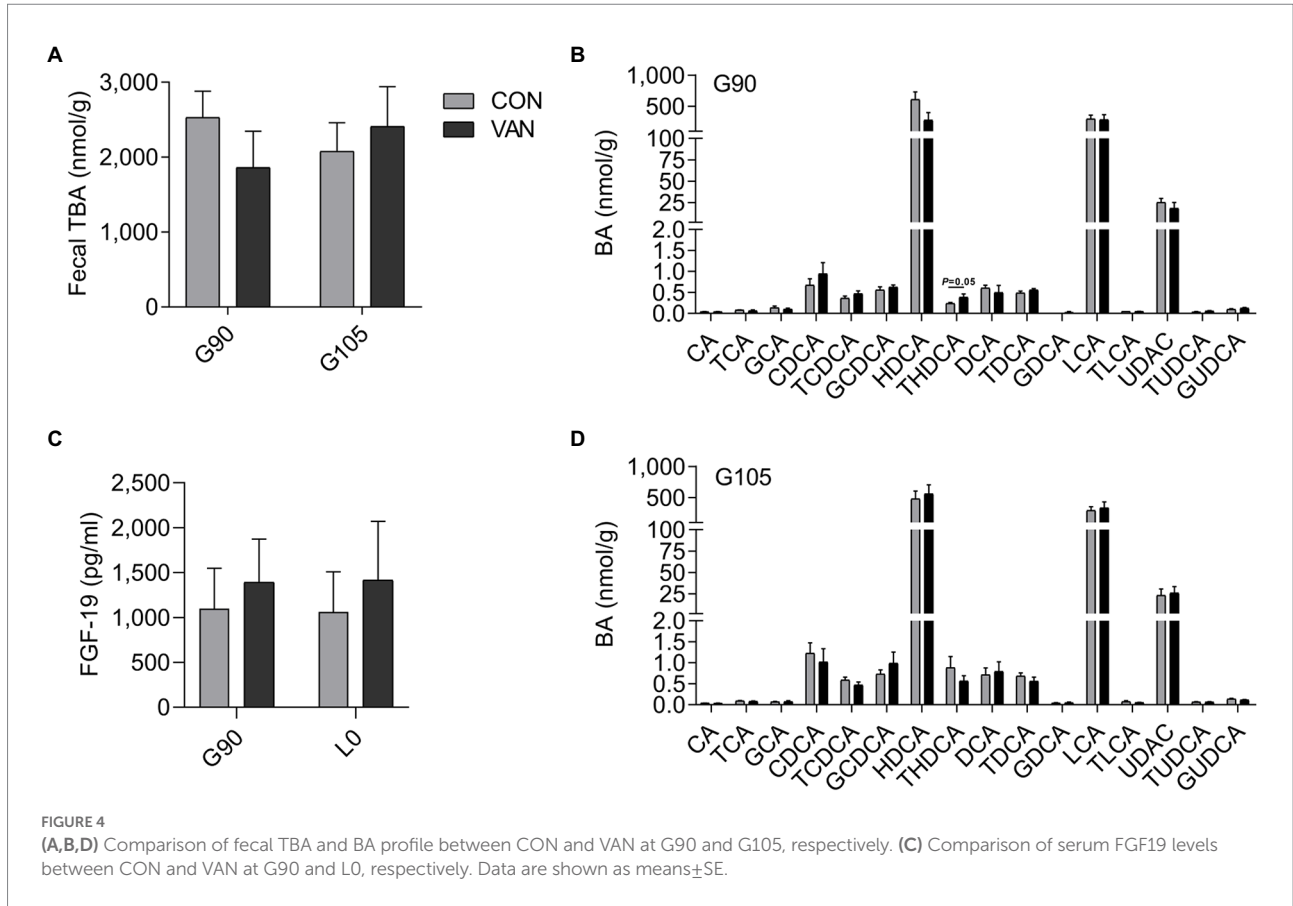 A
3,000
2,000
1,000
0
Fecal TBA (nmol/g)
G90
G105
CON
VAN
B
G90
1,000
500
100
75
50
25
2.0
1.5
1.0
0.5
0.0
BA (nmol/g)
P=0.05
CA
TCA
GCA
CDCA
TCDCA
GCDCA
HDCA
THDCA
DCA
TDCA
GDCA
LCA
TLCA
UDAC
TUDCA
GUDCA
C
2,500
2,000
1,500
1,000
500
0
FGF-19 (pg/ml)
G90
L0
D
G105
1,000
500
100
75
50
25
2.0
1.5
1.0
0.5
0.0
BA (nmol/g)
CA
TCA
GCA
CDCA
TCDCA
GCDCA
HDCA
THDCA
DCA
TDCA
GDCA
LCA
TLCA
UDAC
TUDCA
GUDCA
FIGURE 4
(A,B,D) Comparison of fecal TBA and BA profile between CON and VAN at G90 and G105, respectively. (C) Comparison of serum FGF19 levels
between CON and VAN at G90 and L0, respectively. Data are shown as means±SE.